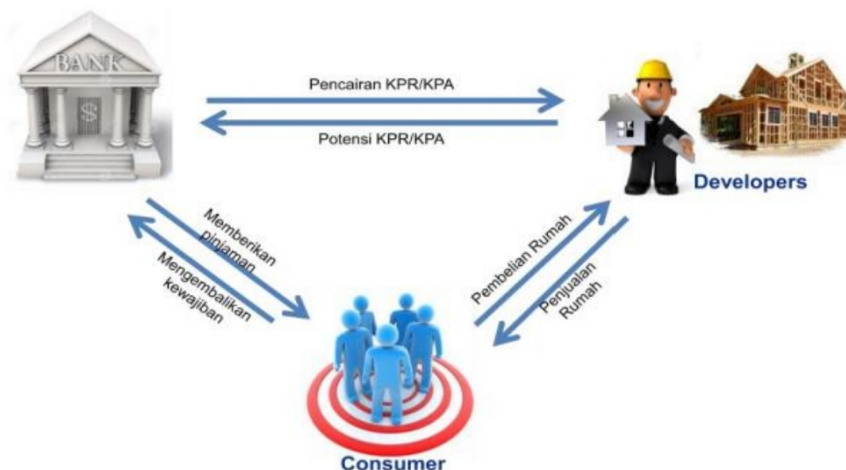 BANK
Pencairan KPR/KPA
Potensi KPR/KPA
Developers
Memberikan
pinjaman
Mengembalikan
kewajiban
Pembelian Rumah
Penjualan
Rumah
Consumer